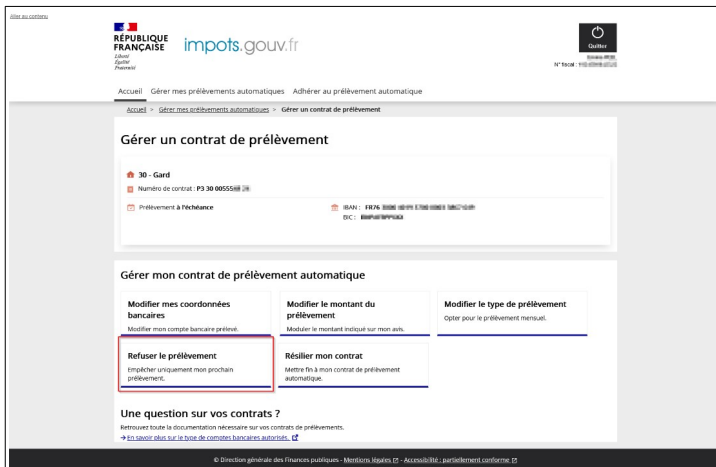 Aller au contenu
RÉPUBLIQUE
FRANÇAISE
Liberté
Égalité
Fraternité
impots.gouv.fr
Quitter
N° fiscal :
Accueil Gérer mes prélèvements automatiques Adhérer au prélèvement automatique
Accueil > Gérer mes prélèvements automatiques > Gérer un contrat de prélèvement
Gérer un contrat de prélèvement
30 - Gard
Numéro de contrat : P3 30 00555
Prélèvement à l'échéance
IBAN : FR76
BIC :
Gérer mon contrat de prélèvement automatique
Modifier mes coordonnées
bancaires
Modifier mon compte bancaire prélevé.
Modifier le montant du
prélèvement
Moduler le montant indiqué sur mon avis.
Modifier le type de prélèvement
Opter pour le prélèvement mensuel.
Refuser le prélèvement
Empêcher uniquement mon prochain
prélèvement.
Résilier mon contrat
Mettre fin à mon contrat de prélèvement
automatique.
Une question sur vos contrats ?
Retrouvez toute la documentation nécessaire sur vos contrats de prélèvements.
→ En savoir plus sur le type de comptes bancaires autorisés.
© Direction générale des Finances publiques - Mentions légales - Accessibilité : partiellement conforme